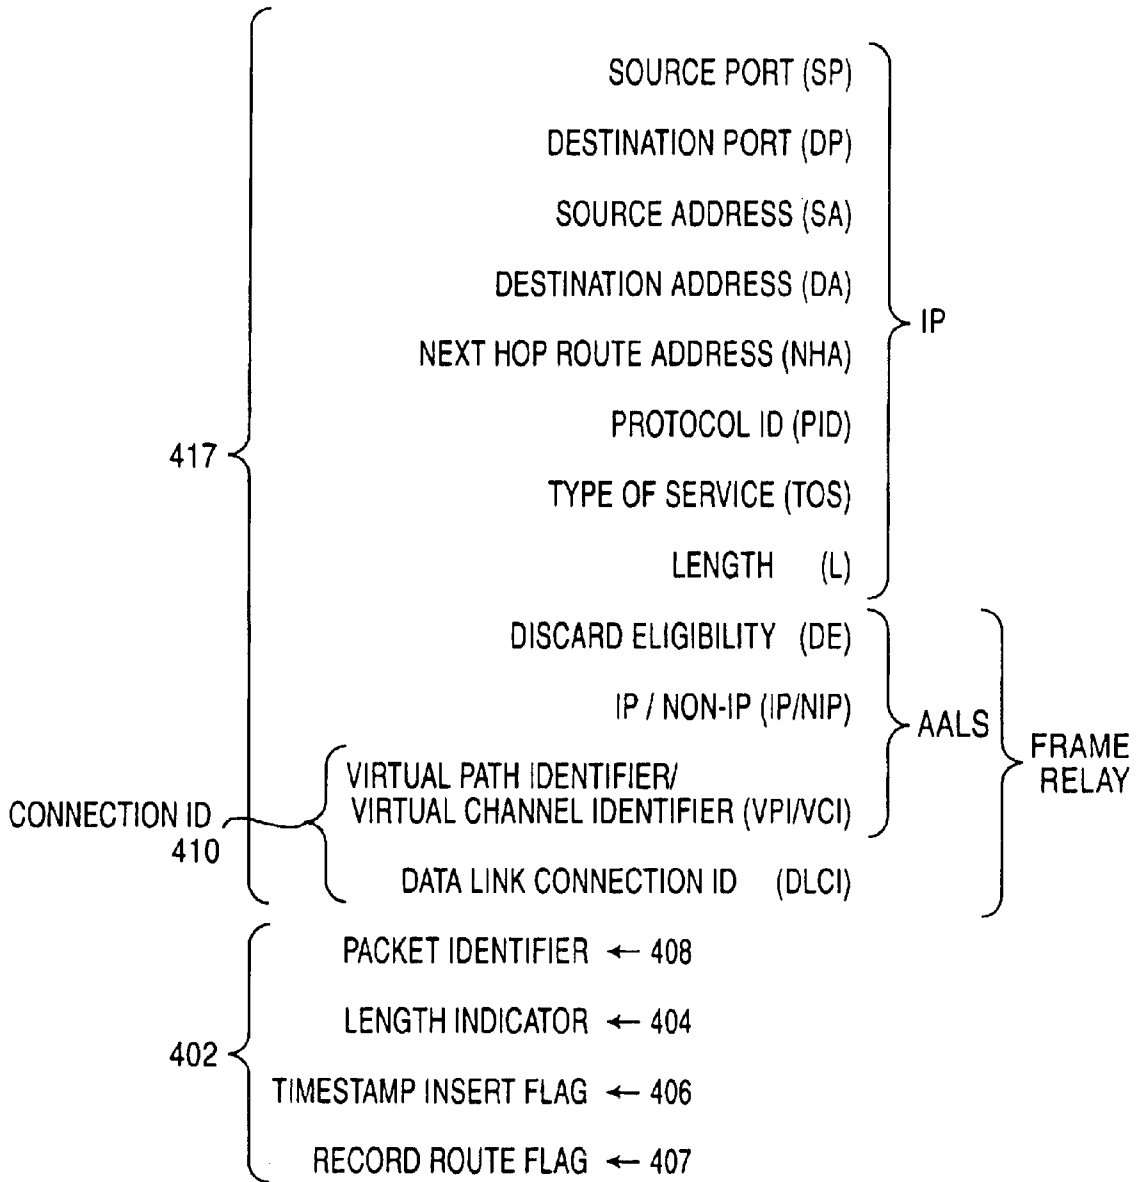 SOURCE PORT (SP)
DESTINATION PORT (DP)
SOURCE ADDRESS (SA)
DESTINATION ADDRESS (DA)
IP
NEXT HOP ROUTE ADDRESS (NHA)
PROTOCOL ID (PID)
417
TYPE OF SERVICE (TOS)
LENGTH (L)
DISCARD ELIGIBILITY (DE)
IP / NON-IP (IP/NIP)
AALS
FRAME
RELAY
VIRTUAL PATH IDENTIFIER/
VIRTUAL CHANNEL IDENTIFIER (VPI/VCI)
CONNECTION ID
410
DATA LINK CONNECTION ID (DLCI)
PACKET IDENTIFIER ← 408
LENGTH INDICATOR ← 404
402
TIMESTAMP INSERT FLAG ← 406
RECORD ROUTE FLAG ← 407